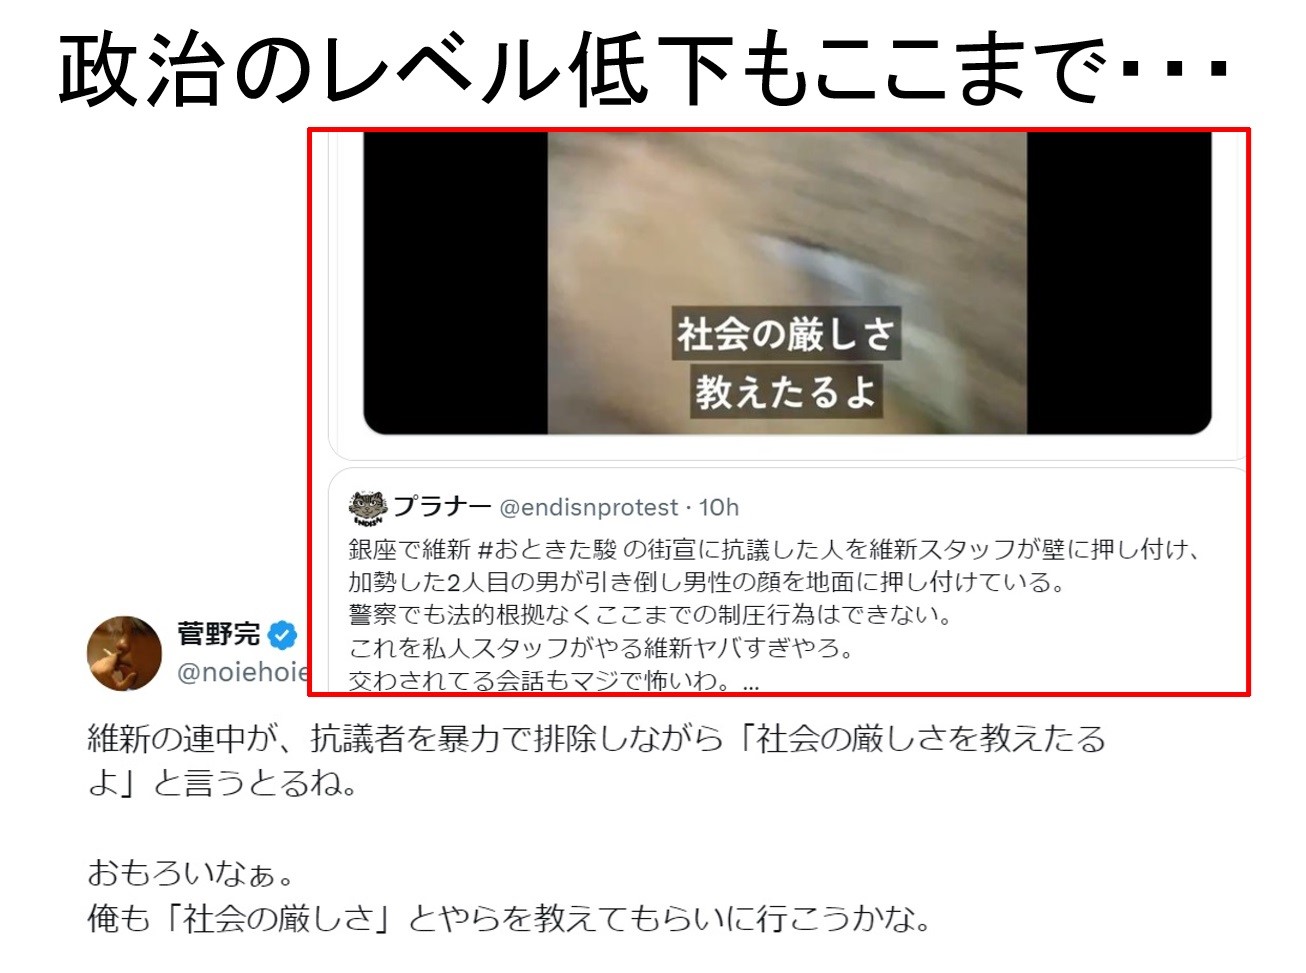 政治のレベル低下もここまで・・・
社会の厳しさ
教えたるよ
プラナー @endisnprotest · 10h
銀座で維新 #おときた駿 の街宣に抗議した人を維新スタッフが壁に押し付け、
加勢した2人目の男が引き倒し男性の顔を地面に押し付けている。
警察でも法的根拠なくここまでの制圧行為はできない。
これを私人スタッフがやる維新ヤバすぎやろ。
交わされてる会話もマジで怖いわ。...
菅野完
@noiehoie
維新の連中が、抗議者を暴力で排除しながら「社会の厳しさを教えたる
よ」と言うとるね。
おもろいなぁ。
俺も「社会の厳しさ」とやらを教えてもらいに行こうかな。